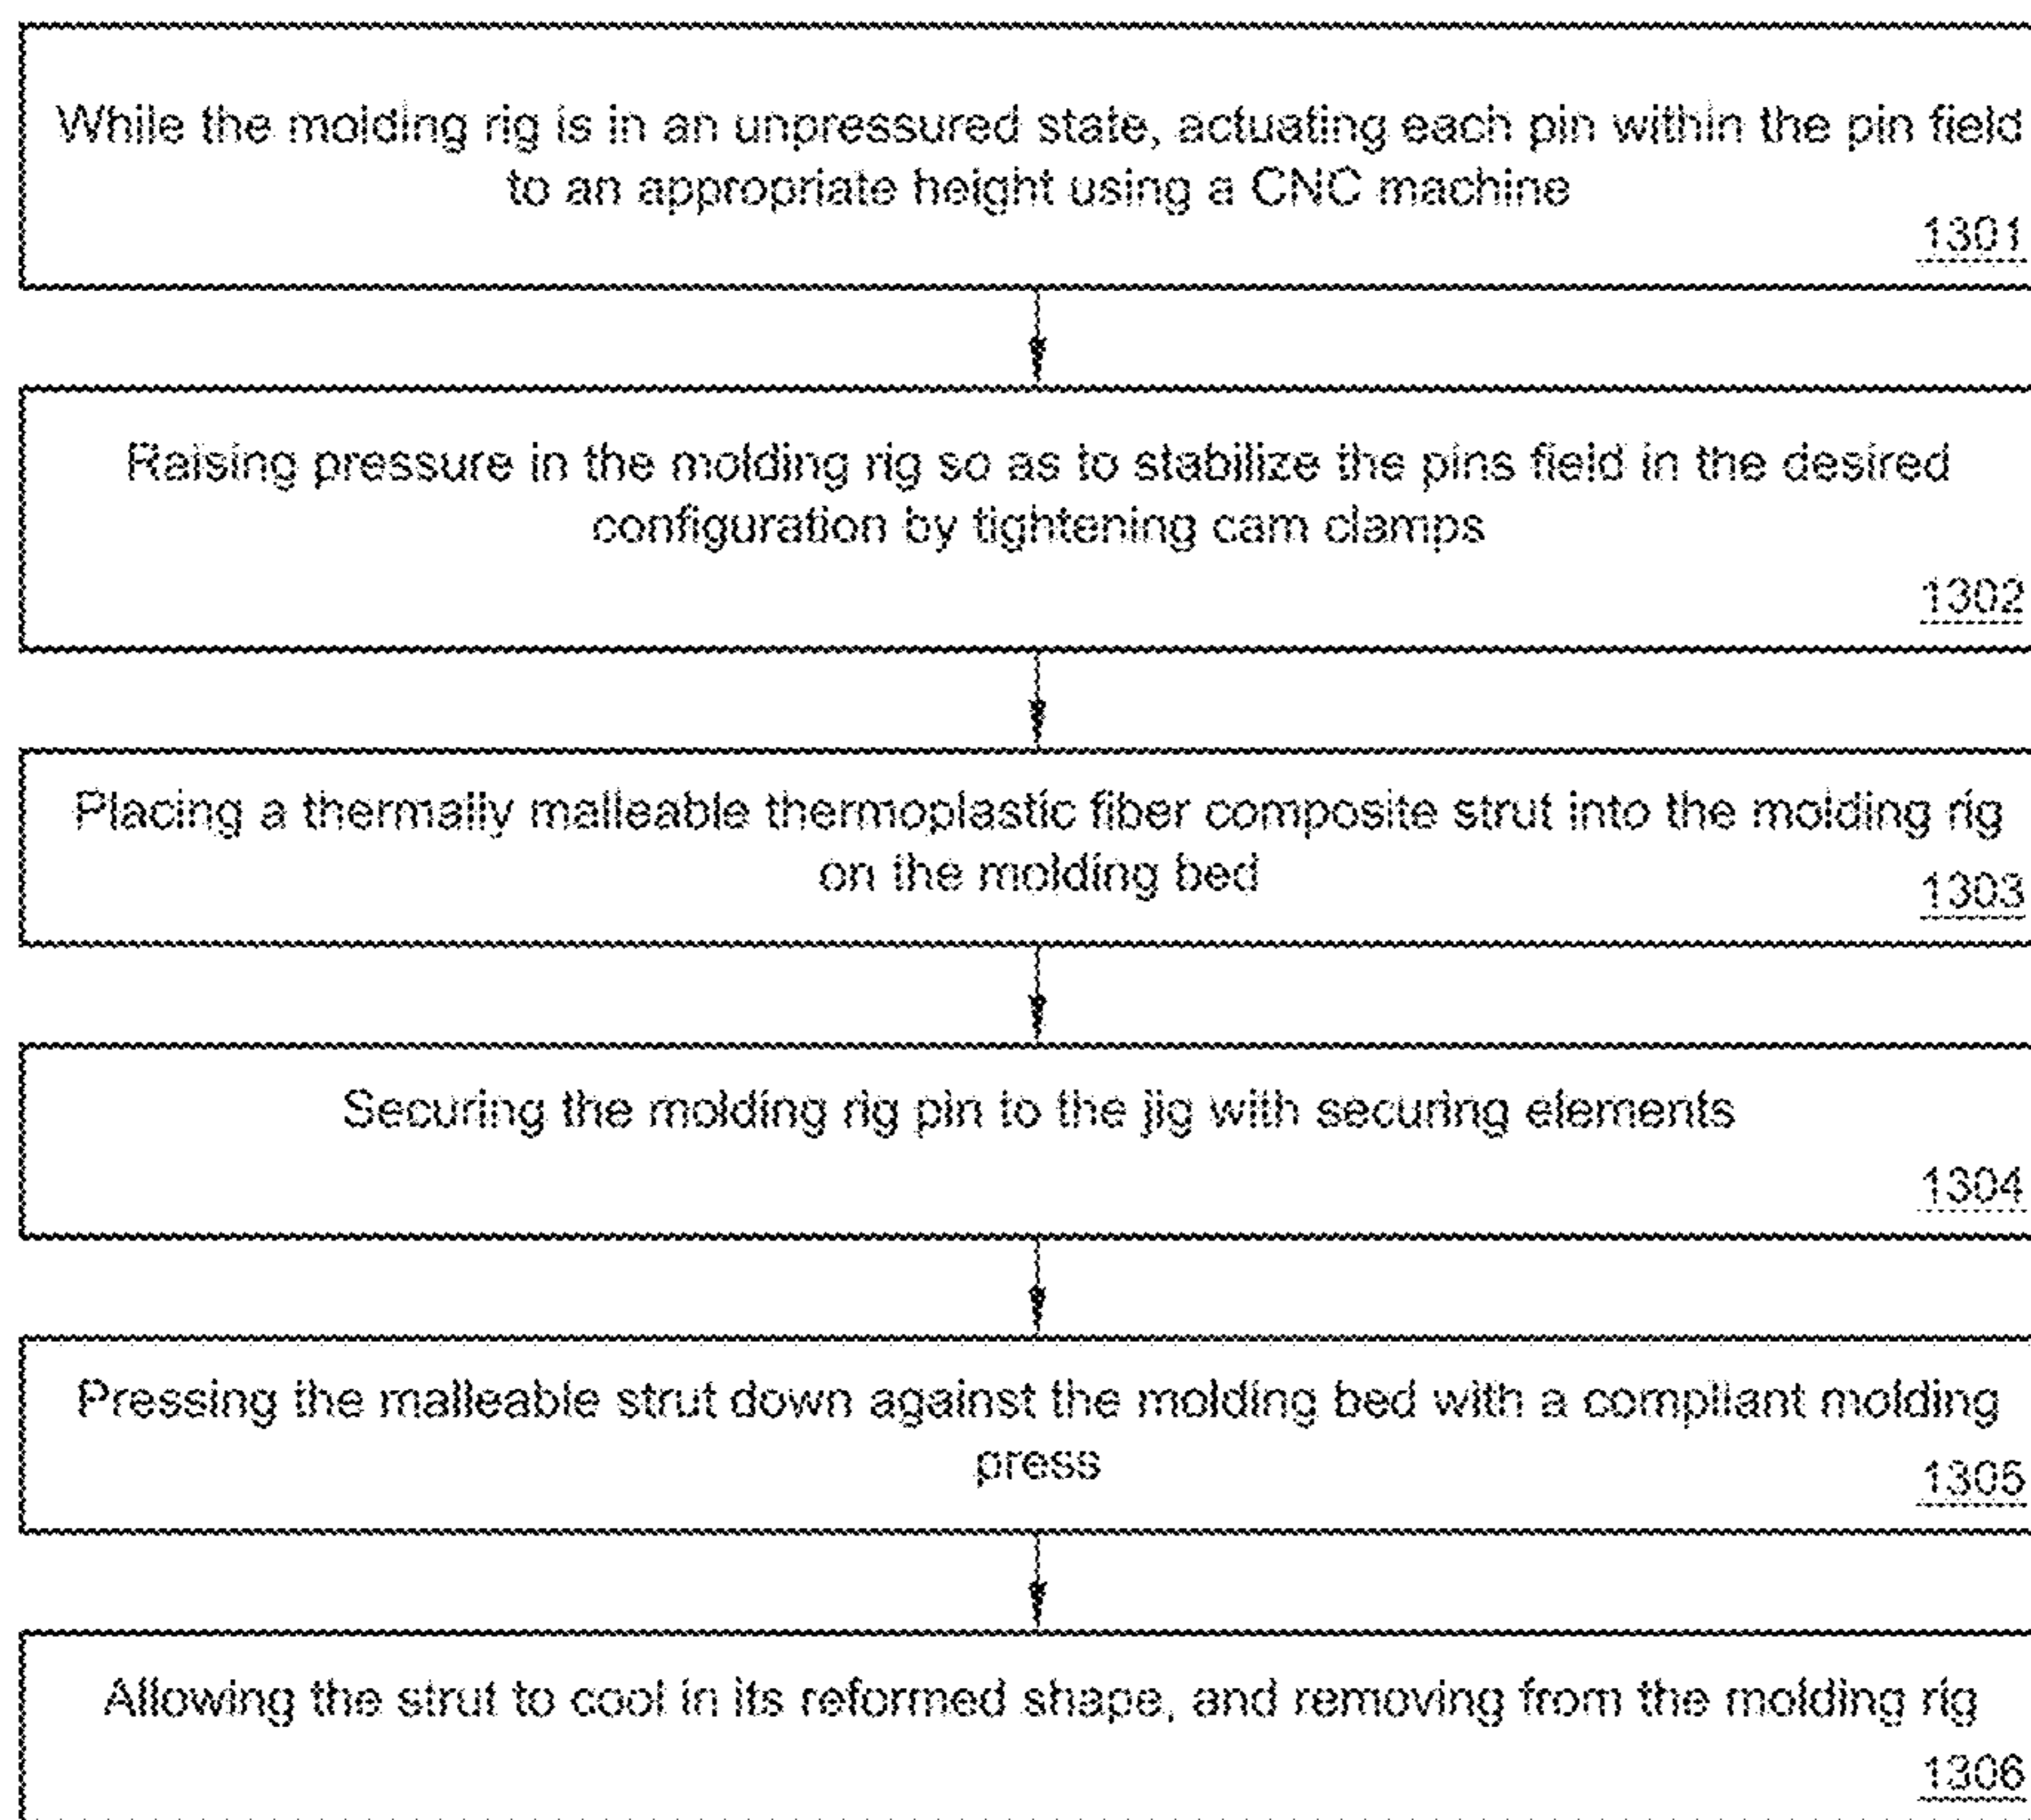 While the molding rig is in an unpressured state, actuating each pin within the pin field
to an appropriate height using a CNC machine
1301
Raising pressure in the molding rig so as to stabilize the pins field in the desired
configuration by tightening cam clamps
1302
Placing a thermally malleable thermoplastic fiber composite strut into the molding rig
on the molding bed
1303
Securing the molding rig pin to the jig with securing elements
1304
Pressing the malleable strut down against the molding bed with a compliant molding
press
1305
Allowing the strut to cool in its reformed shape, and removing from the molding rig
1306